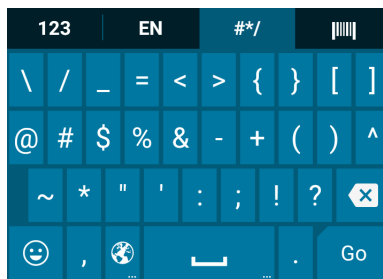 123 EN #*/
\ / _ = < > { } [ ]
@ # $ % & - + ( ) ^
~ * " ' : ; ! ?
, ... ... . Go